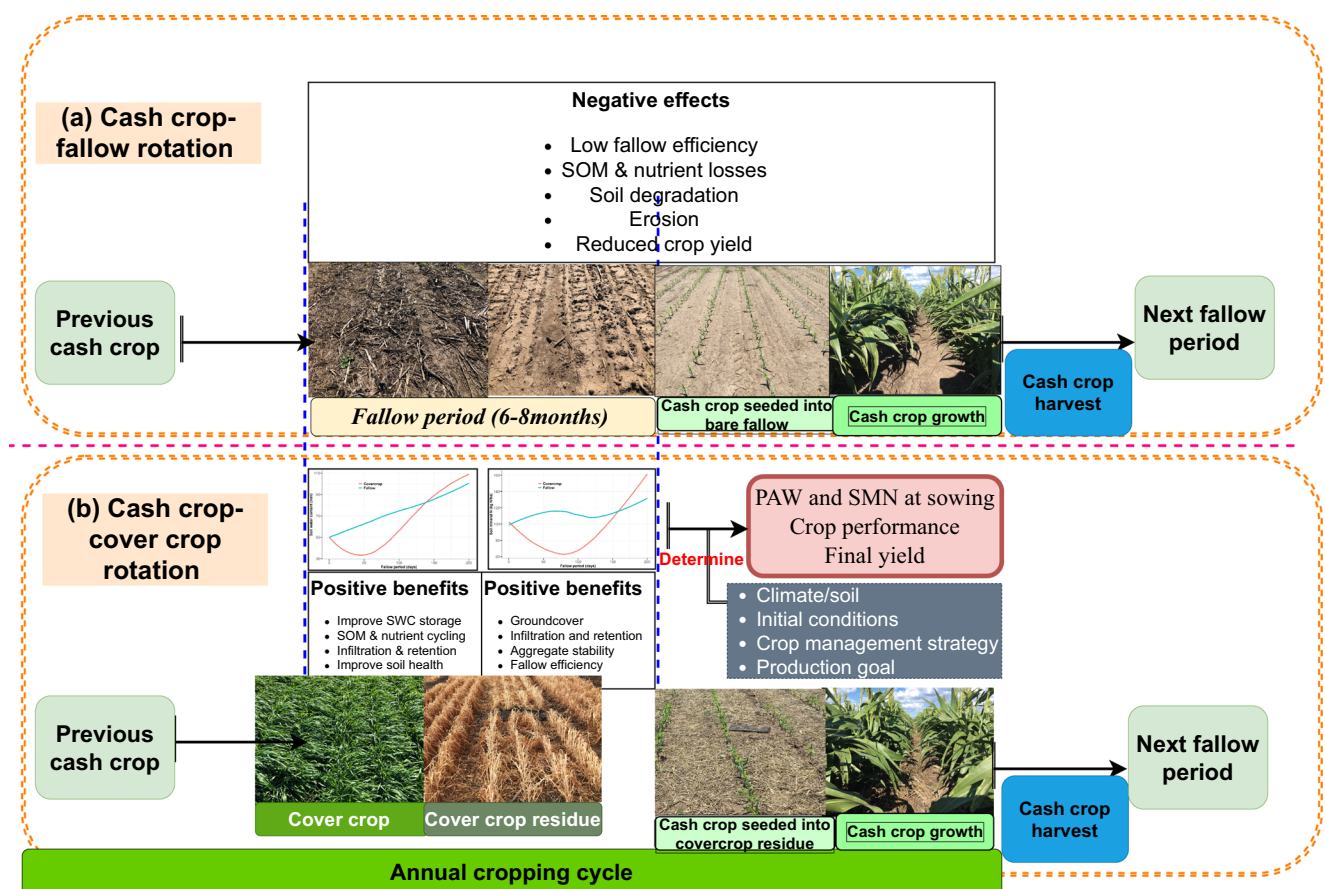 (a) Cash crop-
fallow rotation
Negative effects
• Low fallow efficiency
• SOM & nutrient losses
• Soil degradation
• Erosion
• Reduced crop yield
Previous
cash crop
Fallow period (6-8months)
Cash crop seeded into
bare fallow
Cash crop growth
Cash crop
harvest
Next fallow
period
(b) Cash crop-
cover crop
rotation
Covercrop
Fallow
Fallow period (days)
Covercrop
Fallow
Fallow period (days)
Determine
PAW and SMN at sowing
Crop performance
Final yield
• Climate/soil
• Initial conditions
• Crop management strategy
• Production goal
Positive benefits
• Improve SWC storage
• SOM & nutrient cycling
• Infiltration & retention
• Improve soil health
Positive benefits
• Groundcover
• Infiltration and retention
• Aggregate stability
• Fallow efficiency
Previous
cash crop
Cover crop
Cover crop residue
Cash crop seeded into
covercrop residue
Cash crop growth
Cash crop
harvest
Next fallow
period
Annual cropping cycle